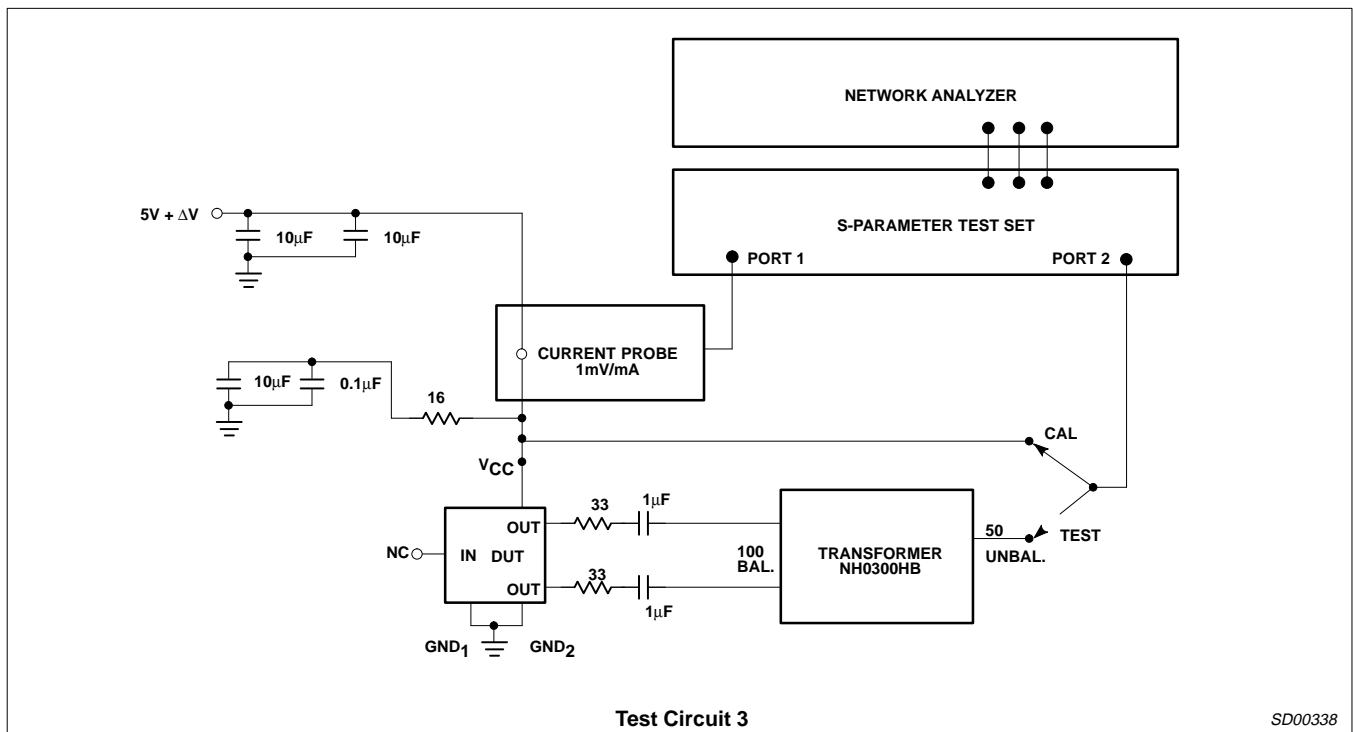 NETWORK ANALYZER
S-PARAMETER TEST SET
PORT 1
PORT 2
5V + ΔV
10μF
10μF
CURRENT PROBE
1mV/mA
10μF
0.1μF
16
CAL
VCC
33
1μF
OUT
NC
IN
DUT
100
BAL.
TRANSFORMER
NH0300HB
50
UNBAL.
TEST
OUT
33
1μF
GND1
GND2
Test Circuit 3
SD00338